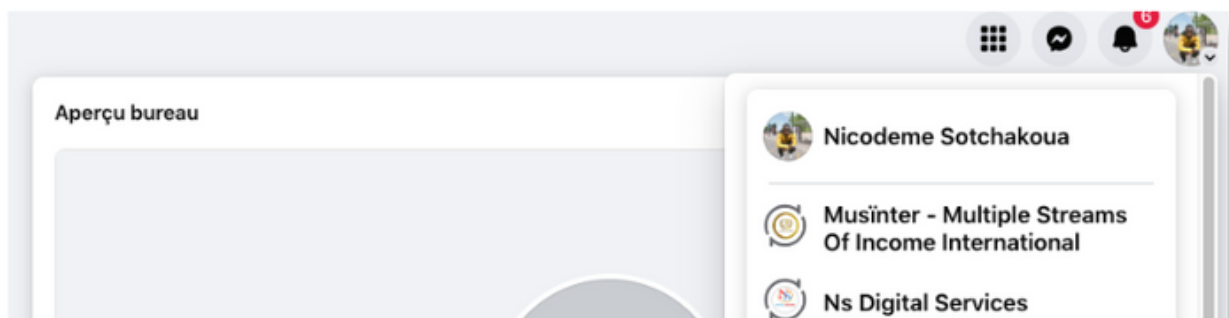 6
Aperçu bureau
Nicodeme Sotchakoua
Musïnter - Multiple Streams
Of Income International
Ns Digital Services